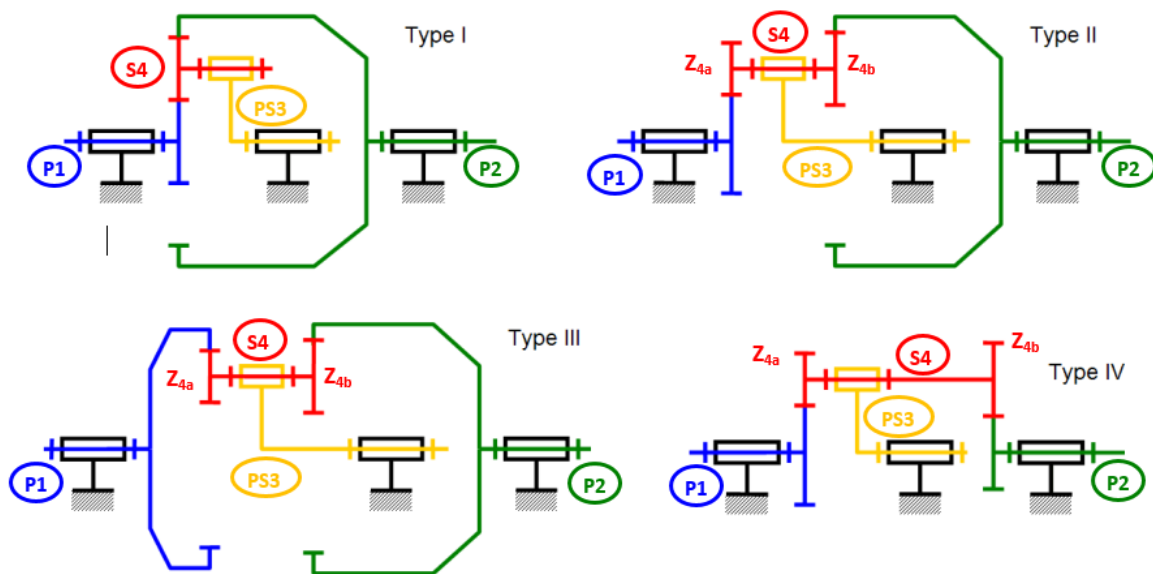 Type I
S4
PS3
P1
P2
Type II
S4
Z4a
Z4b
P1
PS3
P2
Type III
S4
Z4a
Z4b
P1
PS3
P2
Type IV
Z4a
S4
Z4b
PS3
P1
P2